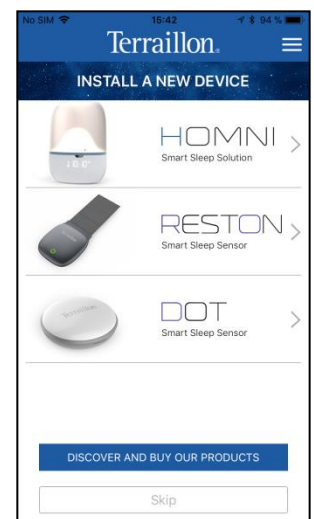 No SIM 15:42 94 %
Terraillon.
INSTALL A NEW DEVICE
HOMNI
Smart Sleep Solution
RESTON
Smart Sleep Sensor
Terraillon
DOT
Smart Sleep Sensor
DISCOVER AND BUY OUR PRODUCTS
Skip